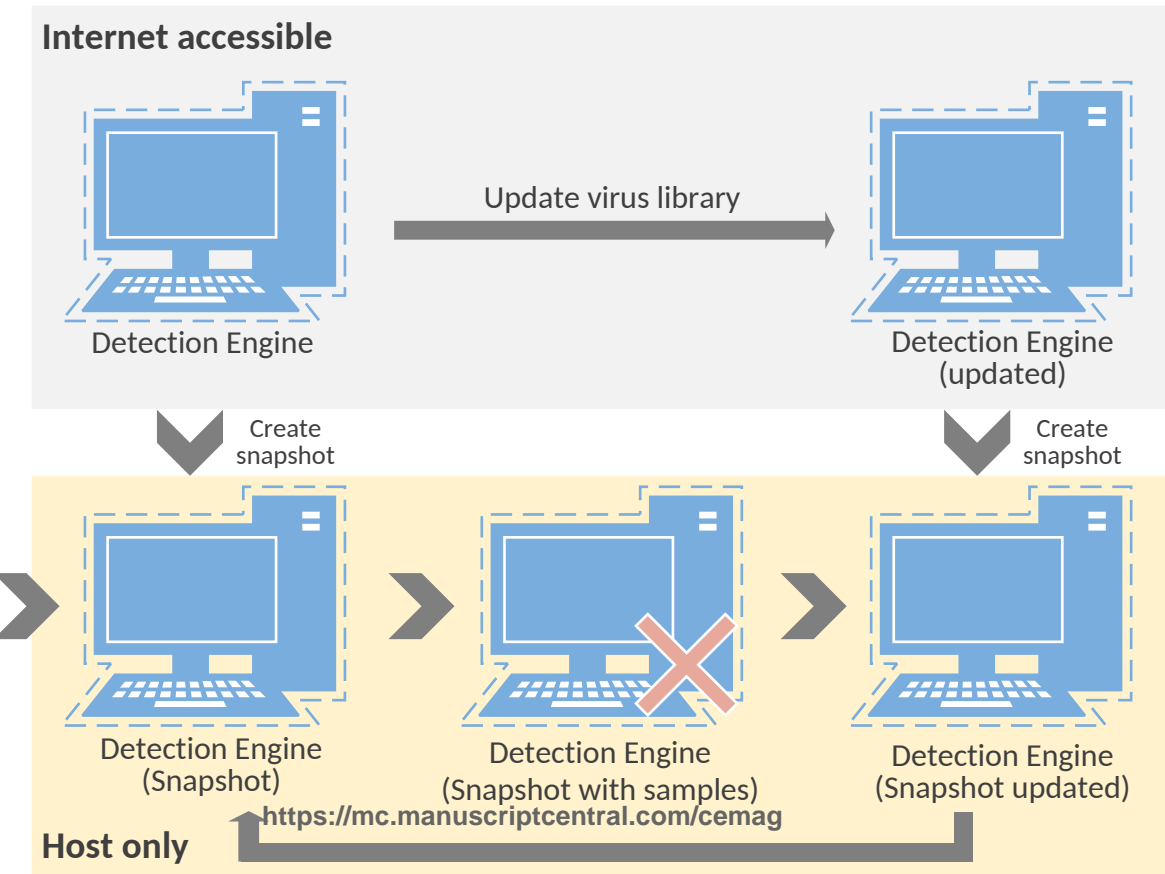 Internet accessible
Update virus library
Detection Engine
Detection Engine
(updated)
Create
snapshot
Create
snapshot
Detection Engine
(Snapshot)
Detection Engine
(Snapshot with samples)
Detection Engine
(Snapshot updated)
https://mc.manuscriptcentral.com/cemag
Host only